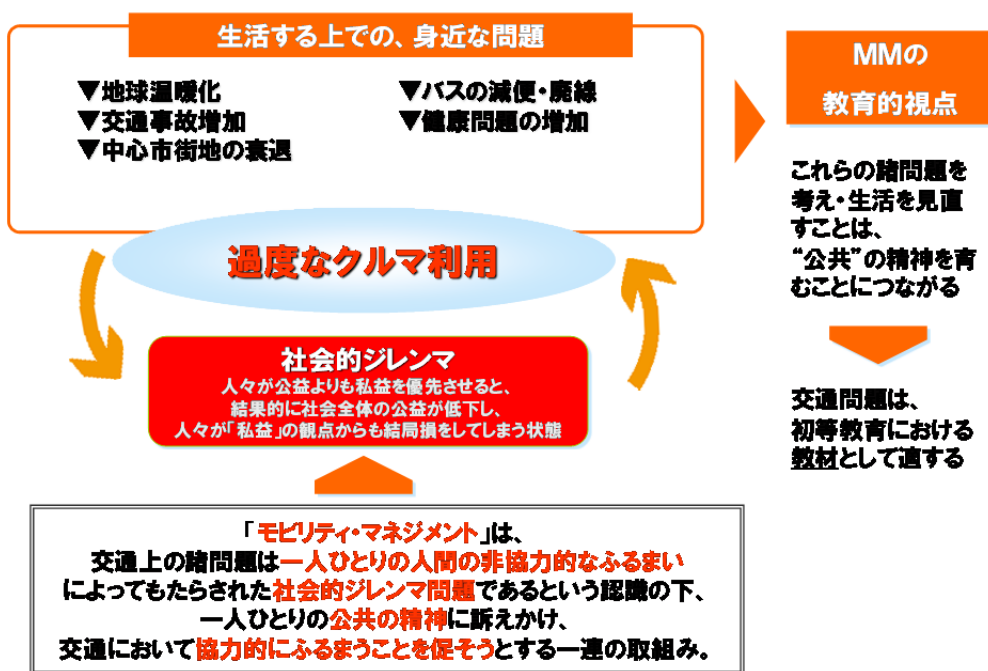 生活する上での、身近な問題
▼地球温暖化
▼交通事故増加
▼中心市街地の衰退
▼バスの減便・廃線
▼健康問題の増加
過度なクルマ利用
社会的ジレンマ
人々が公益よりも私益を優先させると、
結果的に社会全体の公益が低下し、
人々が「私益」の観点からも結局損をしてしまう状態
「モビリティ・マネジメント」は、
交通上の諸問題は一人ひとりの人間の非協力的なふるまい
によってもたらされた社会的ジレンマ問題であるという認識の下、
一人ひとりの公共の精神に訴えかけ、
交通において協力的にふるまうことを促そうとする一連の取組み。
MMの
教育的視点
これらの諸問題を
考え・生活を見直
すことは、
“公共”の精神を育
むことにつながる
交通問題は、
初等教育における
教材として適する